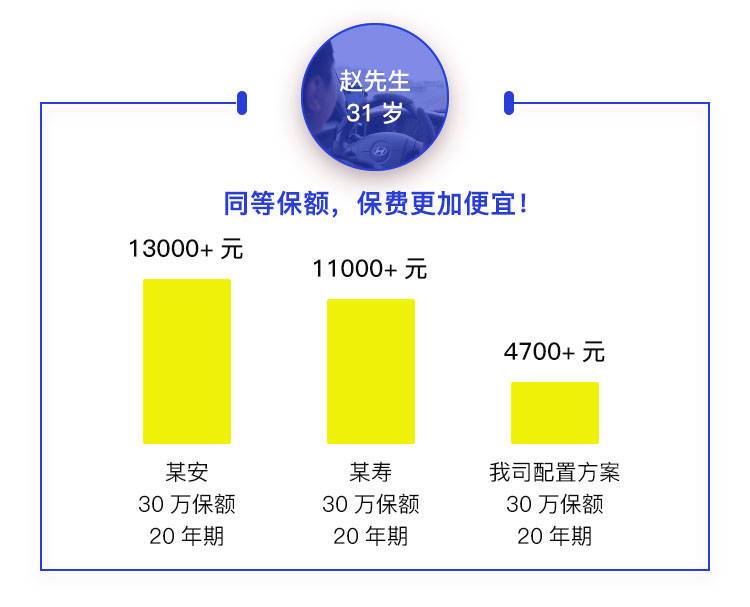 赵先生
31 岁
同等保额，保费更加便宜！
13000+ 元
11000+ 元
4700+ 元
某安
30 万保额
20 年期
某寿
30 万保额
20 年期
我司配置方案
30 万保额
20 年期